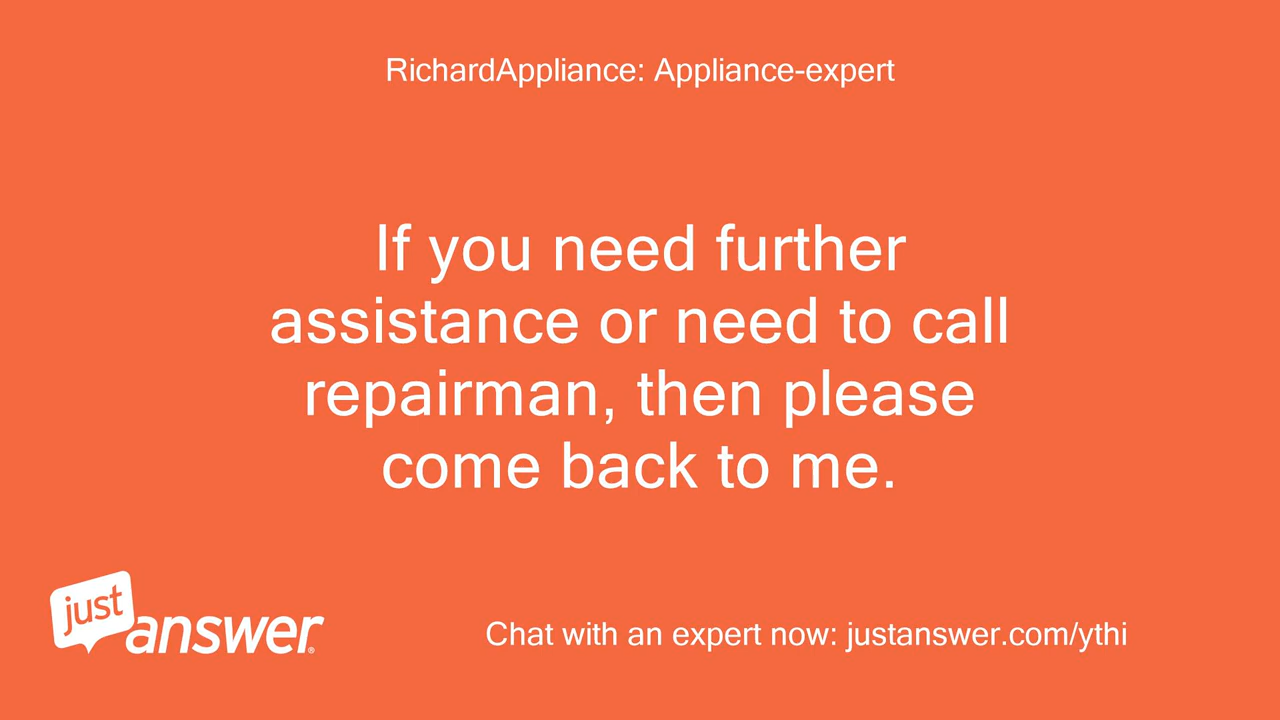 RichardAppliance: Appliance-expert
If you need further
assistance or need to call
repairman, then please
come back to me.
just
answer®
Chat with an expert now: justanswer.com/ythi